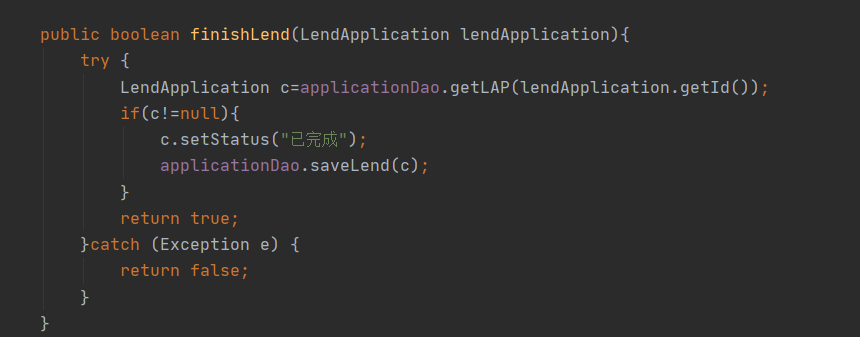 public boolean finishLend(LendApplication lendApplication){
    try {
        LendApplication c=applicationDao.getLAP(lendApplication.getId());
        if(c!=null){
            c.setStatus("已完成");
            applicationDao.saveLend(c);
        }
        return true;
    }catch (Exception e) {
        return false;
    }
}